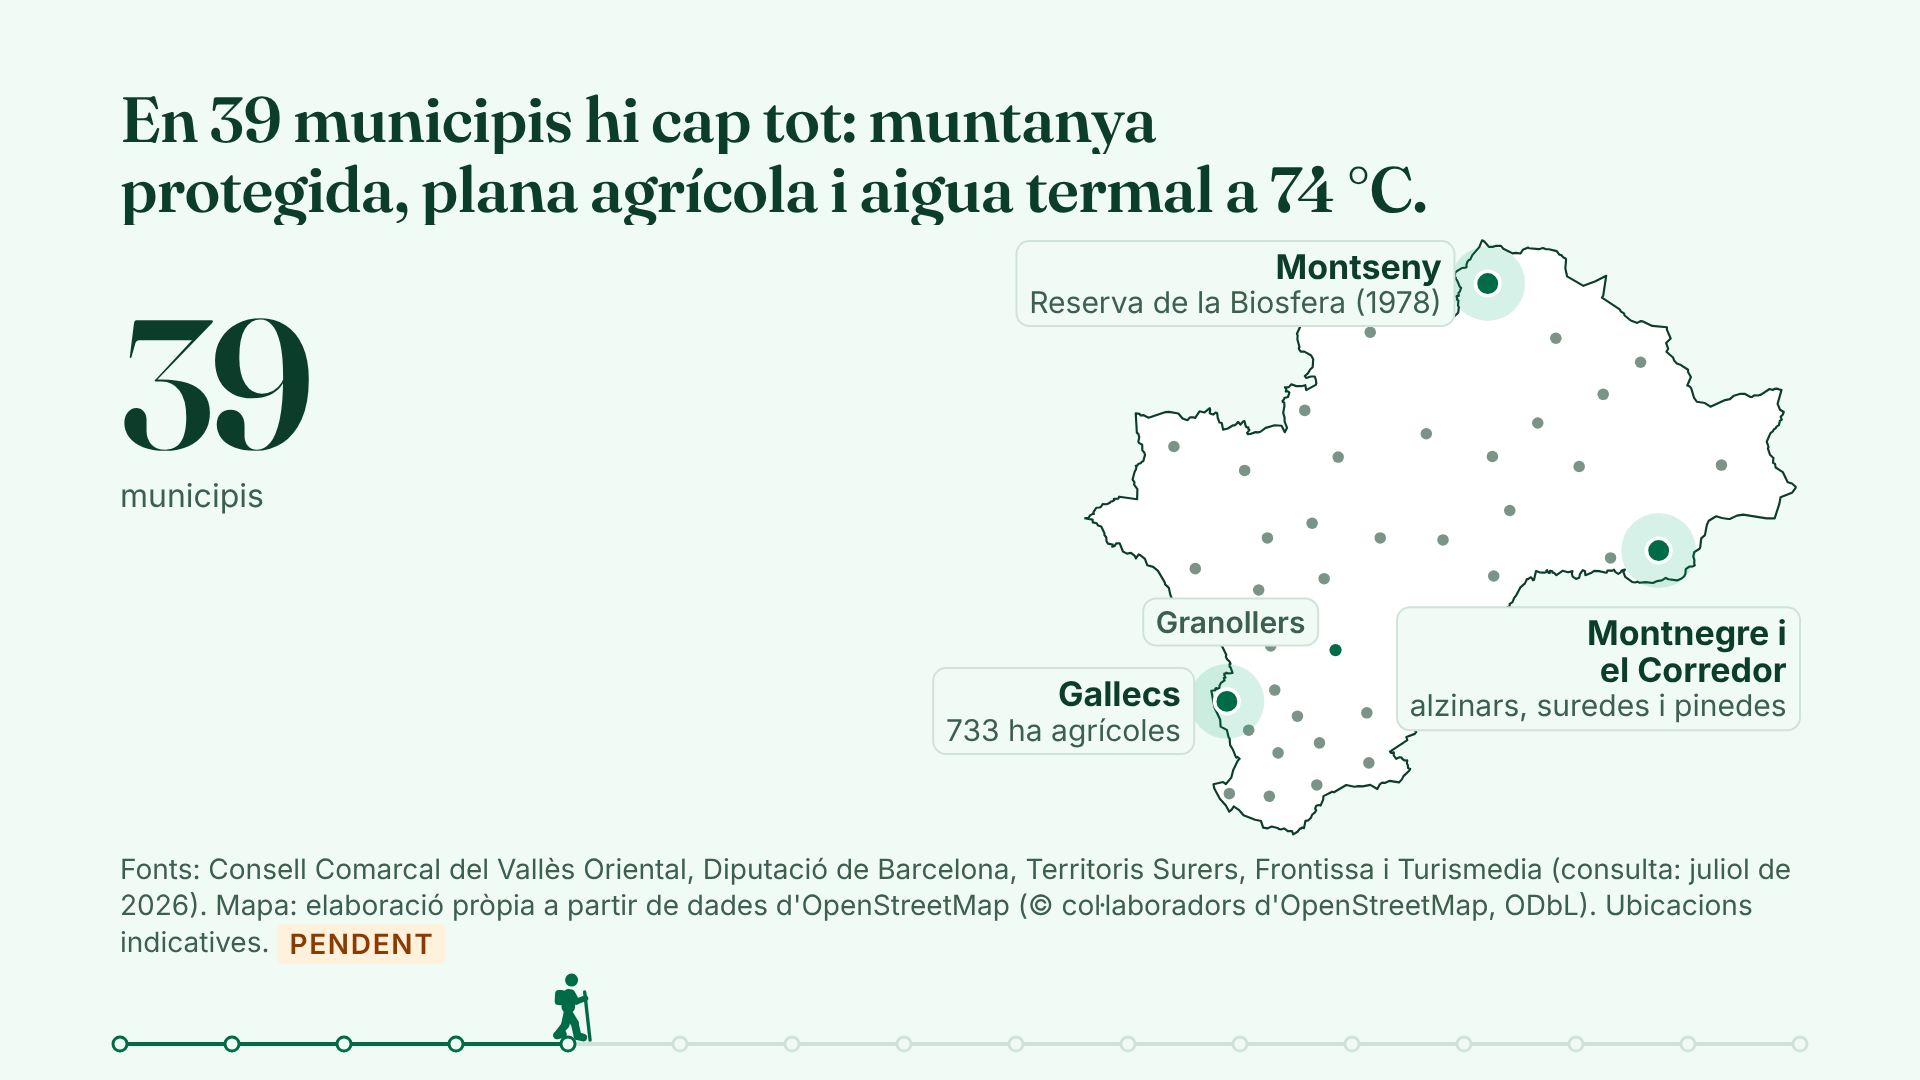 En 39 municipis hi cap tot: muntanya
protegida, plana agrícola i aigua termal a 74 °C.
39
municipis
Montseny
Reserva de la Biosfera (1978)
Granollers
Gallecs
733 ha agrícoles
Montnegre i
el Corredor
alzinars, suredes i pinedes
Fonts: Consell Comarcal del Vallès Oriental, Diputació de Barcelona, Territoris Surers, Frontissa i Turismedia (consulta: juliol de
2026). Mapa: elaboració pròpia a partir de dades d'OpenStreetMap (© col·laboradors d'OpenStreetMap, ODbL). Ubicacions
indicatives. PENDENT